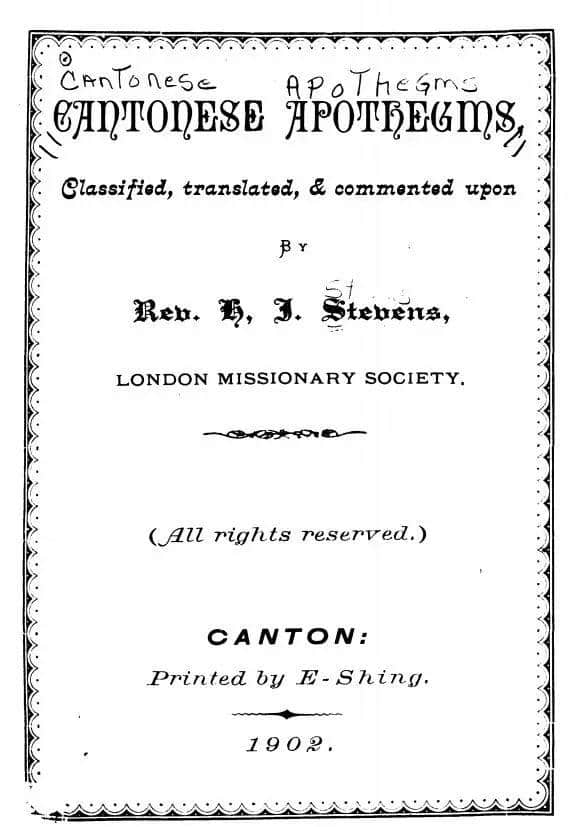 CANTONESE APOTHEGMS
CANTONESE APOTHEGMS,
Classified, translated, & commented upon
BY
St
Rev. H, J. Stevens,
LONDON MISSIONARY SOCIETY.
(All rights reserved.)
CANTON:
Printed by E-Shing.
1902.